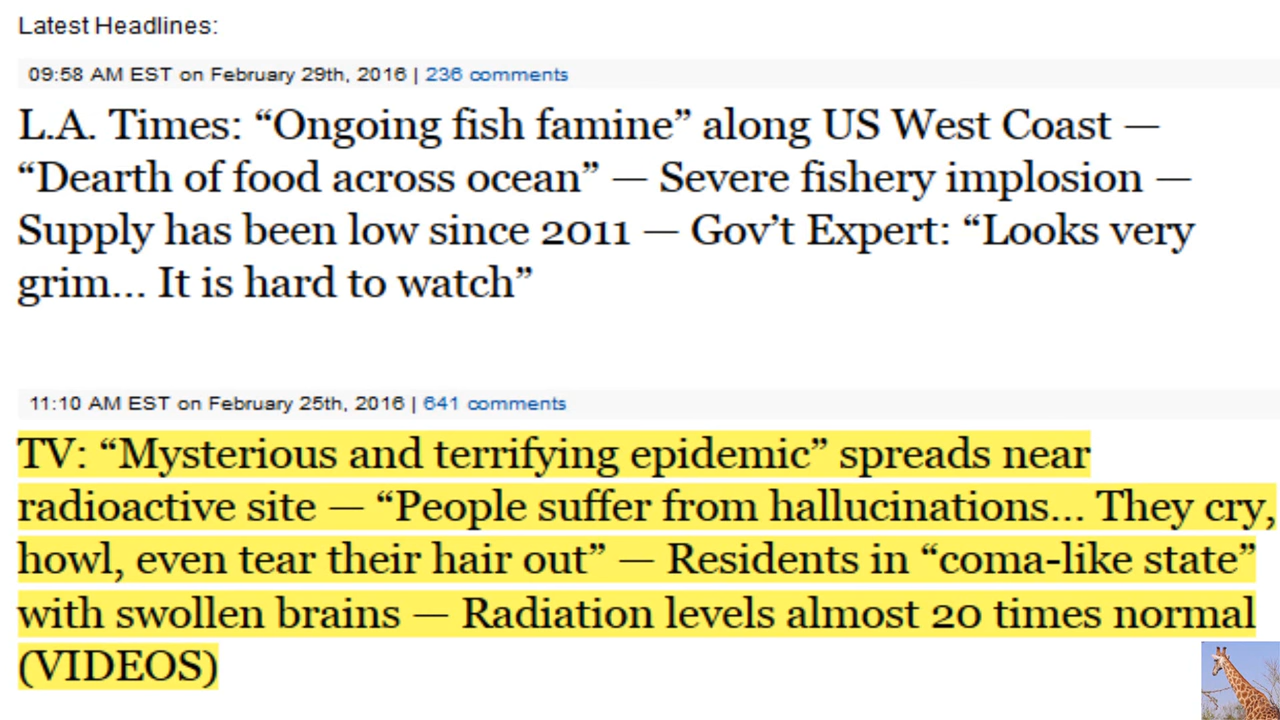 Latest Headlines:
09:58 AM EST on February 29th, 2016 | 236 comments
L.A. Times: “Ongoing fish famine” along US West Coast —
“Dearth of food across ocean” — Severe fishery implosion —
Supply has been low since 2011 — Gov’t Expert: “Looks very
grim... It is hard to watch”
11:10 AM EST on February 25th, 2016 | 641 comments
TV: “Mysterious and terrifying epidemic” spreads near
radioactive site — “People suffer from hallucinations... They cry,
howl, even tear their hair out” — Residents in “coma-like state”
with swollen brains — Radiation levels almost 20 times normal
(VIDEOS)